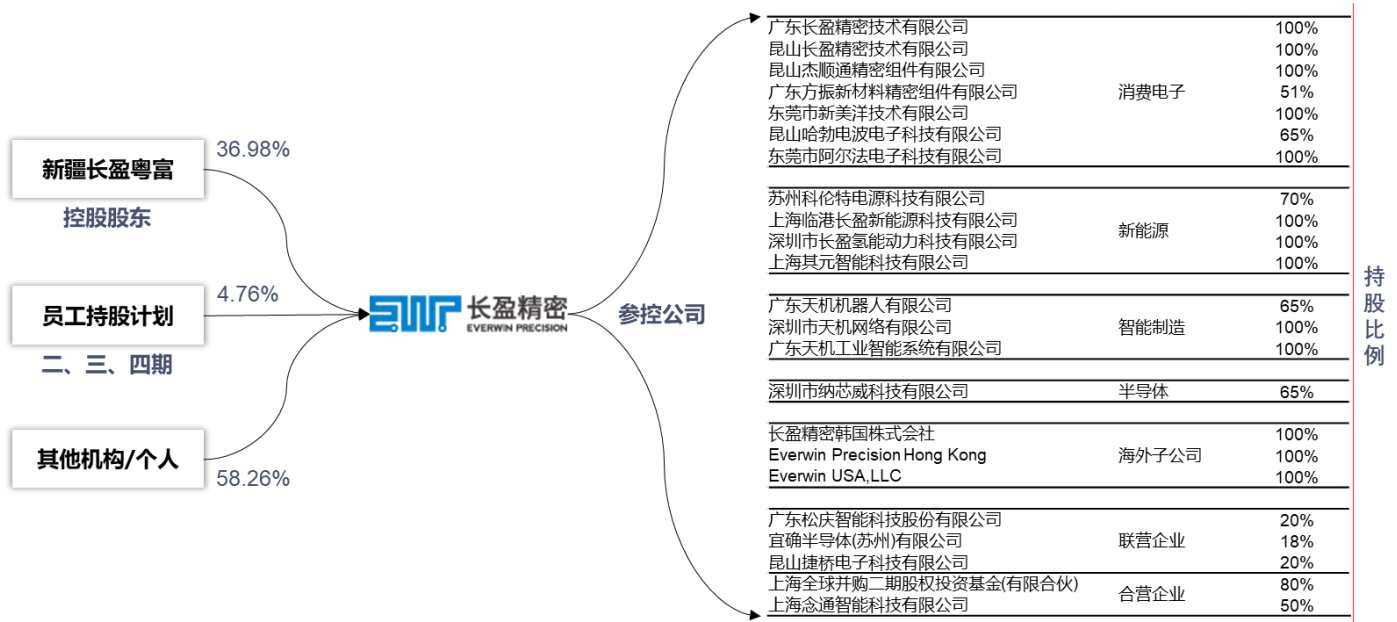 新疆长盈粤富
36.98%
控股股东
员工持股计划
4.76%
二、三、四期
其他机构/个人
58.26%
EWP 长盈精密
EVERWIN PRECISION
参控公司
广东长盈精密技术有限公司 100%
昆山长盈精密技术有限公司 100%
昆山杰顺通精密组件有限公司 100%
广东方振新材料精密组件有限公司 消费电子 51%
东莞市新美洋技术有限公司 100%
昆山哈勃电波电子科技有限公司 65%
东莞市阿尔法电子科技有限公司 100%
苏州科伦特电源科技有限公司 70%
上海临港长盈新能源科技有限公司 100%
新能源
深圳市长盈氢能动力科技有限公司 100%
上海其元智能科技有限公司 100%
广东天机机器人有限公司 65%
深圳市天机网络有限公司 智能制造 100%
广东天机工业智能系统有限公司 100%
深圳市纳芯威科技有限公司 半导体 65%
长盈精密韩国株式会社 100%
Everwin Precision Hong Kong 海外子公司 100%
Everwin USA,LLC 100%
广东松庆智能科技股份有限公司 20%
宜确半导体(苏州)有限公司 联营企业 18%
昆山捷桥电子科技有限公司 20%
上海全球并购二期股权投资基金(有限合伙) 80%
合营企业
上海念通智能科技有限公司 50%
持股比例